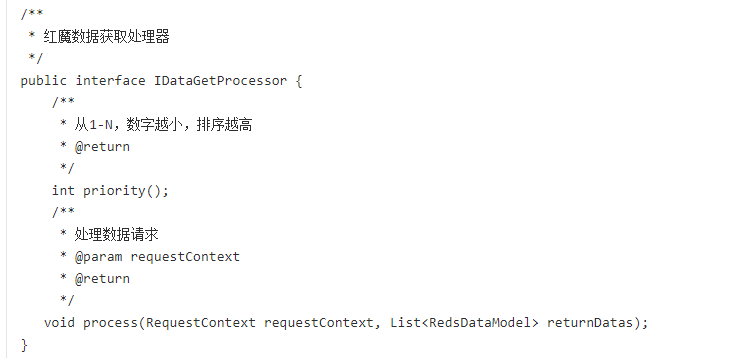 /**
 * 红魔数据获取处理器
 */
public interface IDataGetProcessor {
    /**
     * 从1-N，数字越小，排序越高
     * @return
     */
    int priority();
    /**
     * 处理数据请求
     * @param requestContext
     * @return
     */
   void process(RequestContext requestContext, List<RedsDataModel> returnDatas);
}